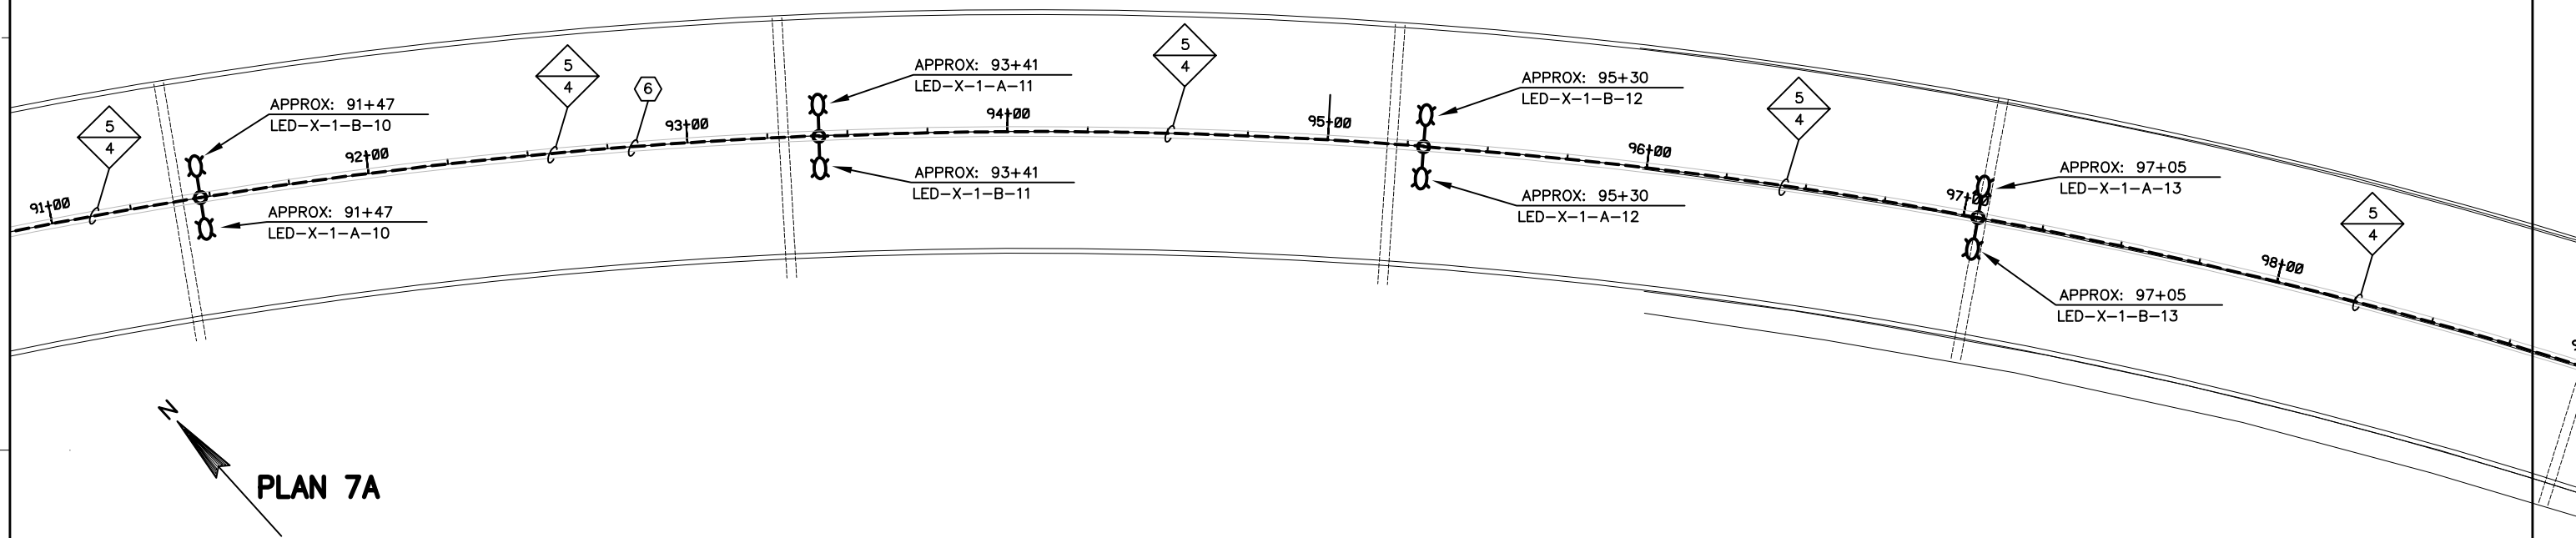 5
4
5
4
6
5
4
5
4
5
4
APPROX: 91+47
LED-X-1-B-10
APPROX: 93+41
LED-X-1-A-11
APPROX: 95+30
LED-X-1-B-12
APPROX: 97+05
LED-X-1-A-13
91+00
92+00
93+00
94+00
95+00
96+00
97+00
98+00
APPROX: 91+47
LED-X-1-A-10
APPROX: 93+41
LED-X-1-B-11
APPROX: 95+30
LED-X-1-A-12
APPROX: 97+05
LED-X-1-B-13
N
PLAN 7A